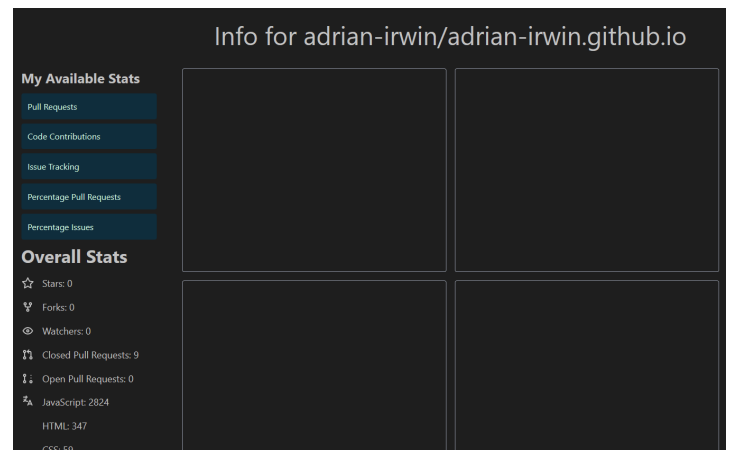 Info for adrian-irwin/adrian-irwin.github.io
My Available Stats
Pull Requests
Code Contributions
Issue Tracking
Percentage Pull Requests
Percentage Issues
Overall Stats
Stars: 0
Forks: 0
Watchers: 0
Closed Pull Requests: 9
Open Pull Requests: 0
JavaScript: 2824
HTML: 347
CSS: 59